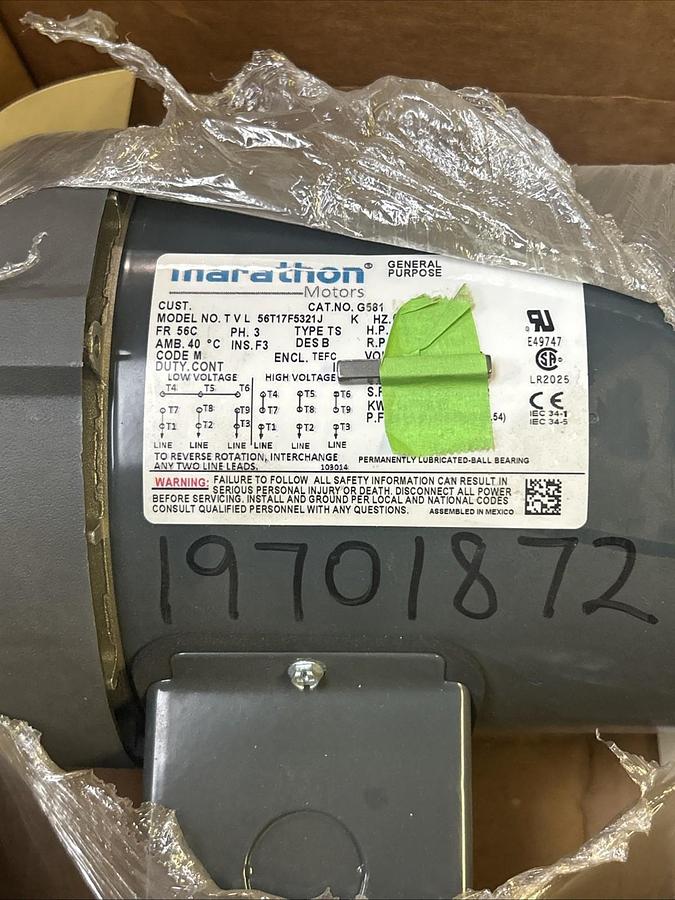 marathon®
Motors
GENERAL
PURPOSE
CUST. CAT.NO. G581
MODEL NO. T V L 56T17F5321J K HZ.
FR 56C PH. 3 TYPE TS H.P.
AMB. 40 °C INS.F3 DES B
CODE M ENCL. TEFC
DUTY.CONT
LOW VOLTAGE HIGH VOLTAGE
T4 T5 T6 T4 T5 T6
T7 T8 T9 T7 T8 T9
T1 T2 T3 T1 T2 T3
LINE LINE LINE LINE LINE LINE
KW
P.F .54)
E49747
LR2025
CE
IEC 34-1
IEC 34-5
TO REVERSE ROTATION, INTERCHANGE
ANY TWO LINE LEADS. 103014
PERMANENTLY LUBRICATED-BALL BEARING
WARNING: FAILURE TO FOLLOW ALL SAFETY INFORMATION CAN RESULT IN
SERIOUS PERSONAL INJURY OR DEATH. DISCONNECT ALL POWER
BEFORE SERVICING. INSTALL AND GROUND PER LOCAL AND NATIONAL CODES
CONSULT QUALIFIED PERSONNEL WITH ANY QUESTIONS. ASSEMBLED IN MEXICO
19701872